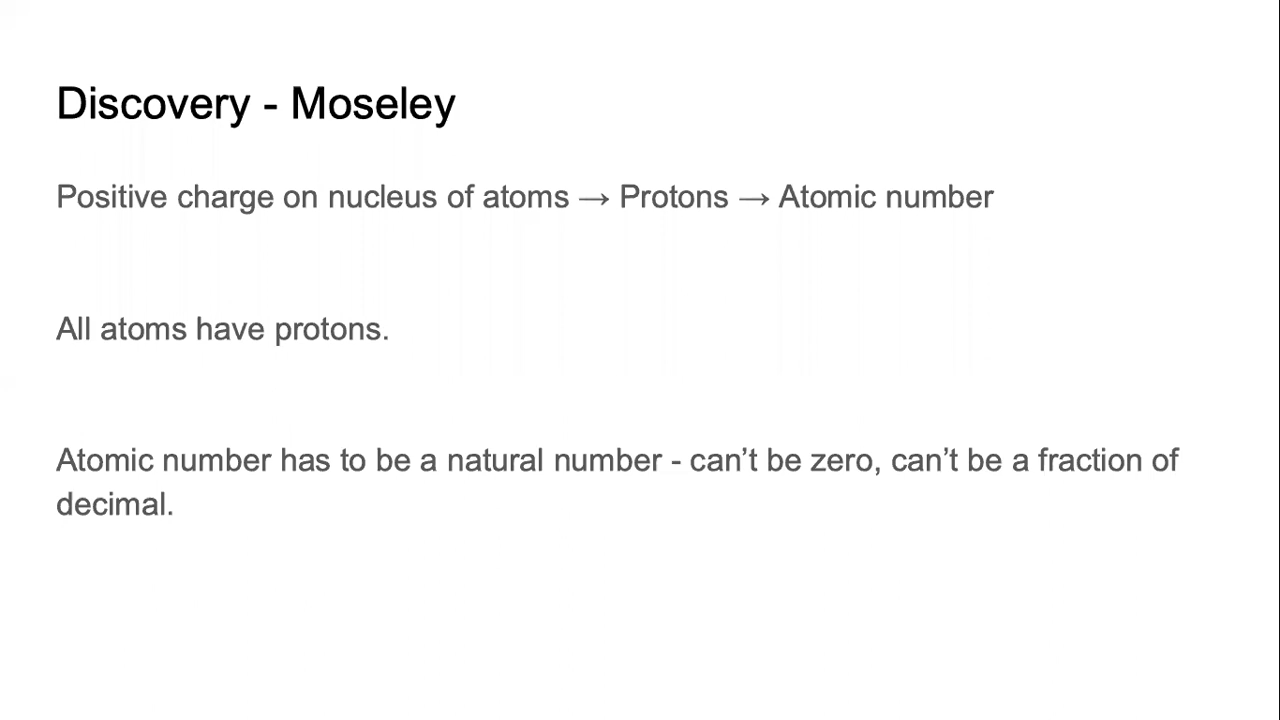 Discovery - Moseley
Positive charge on nucleus of atoms → Protons → Atomic number
All atoms have protons.
Atomic number has to be a natural number - can’t be zero, can’t be a fraction of
decimal.